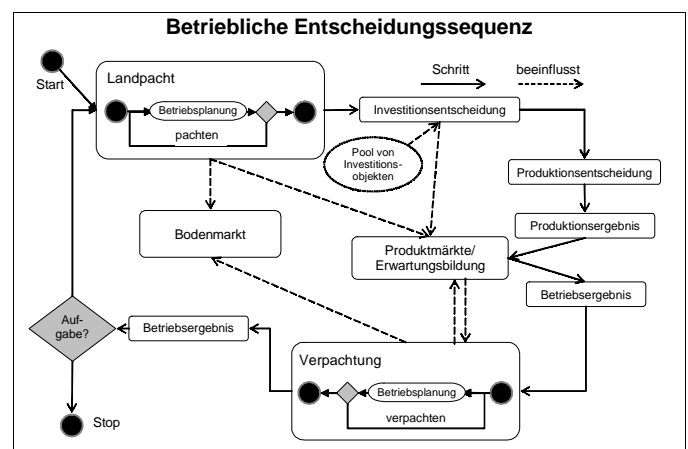 Betriebliche Entscheidungssequenz
Start
Landpacht
Betriebsplanung
pachten
Schritt
beeinflusst
Investitionsentscheidung
Pool von
Investitions-
objekten
Produktionsentscheidung
Produktionsergebnis
Bodenmarkt
Produktmärkte/
Erwartungsbildung
Betriebsergebnis
Auf-
gabe?
Betriebsergebnis
Verpachtung
Betriebsplanung
verpachten
Stop